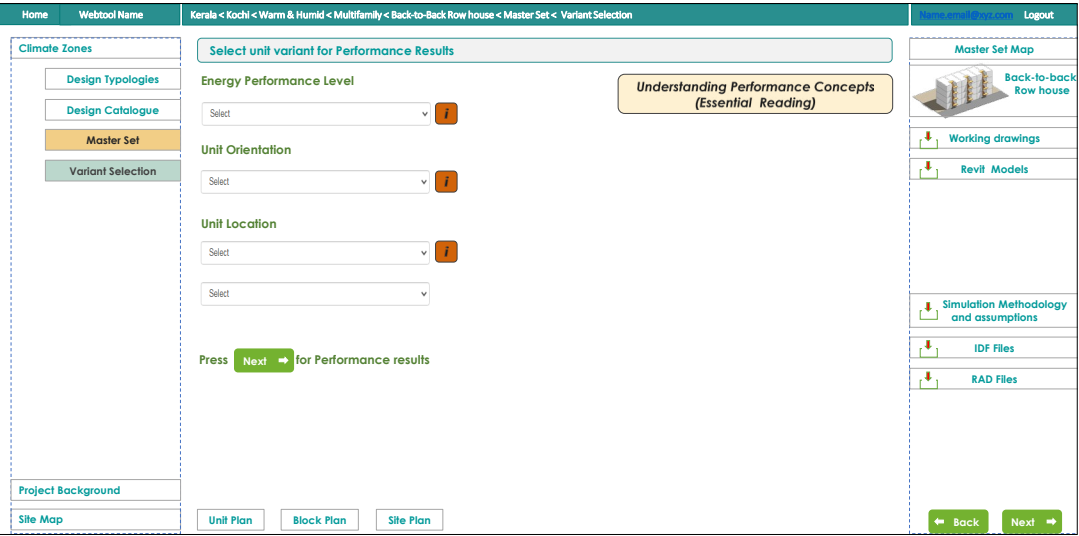 Home
Webtool Name
Kerala < Kochi < Warm & Humid < Multifamily < Back-to-Back Row house < Master Set < Variant Selection
Name.email@xyz.com
Logout
Climate Zones
Design Typologies
Design Catalogue
Master Set
Variant Selection
Project Background
Site Map
Select unit variant for Performance Results
Energy Performance Level
Select
i
Understanding Performance Concepts
(Essential Reading)
Unit Orientation
Select
i
Unit Location
Select
i
Select
Press Next for Performance results
Unit Plan
Block Plan
Site Plan
Master Set Map
Back-to-back
Row house
Working drawings
Revit Models
Simulation Methodology
and assumptions
IDF Files
RAD Files
Back
Next